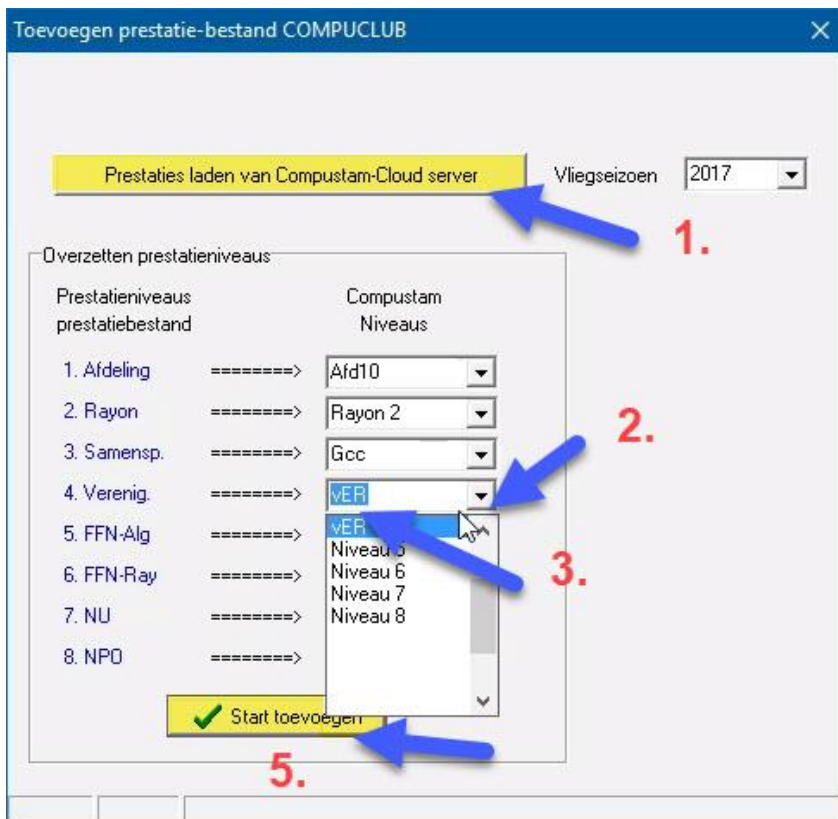 Toevoegen prestatie-bestand COMPUCLUB
Prestaties laden van Compustam-Cloud server
Vliegseizoen
2017
1.
Overzetten prestatieniveaus
Prestatieniveaus
prestatiebestand
Compustam
Niveaus
1. Afdeling ========> Afd10
2. Rayon ========> Rayon 2
2.
3. Samensp. ========> Gcc
4. Verenig. ========> vER
5. FFN-Alg ========>
6. FFN-Ray ========>
7. NU ========>
8. NPO ========>
vER
Niveau 5
Niveau 6
Niveau 7
Niveau 8
3.
Start toevoegen
5.